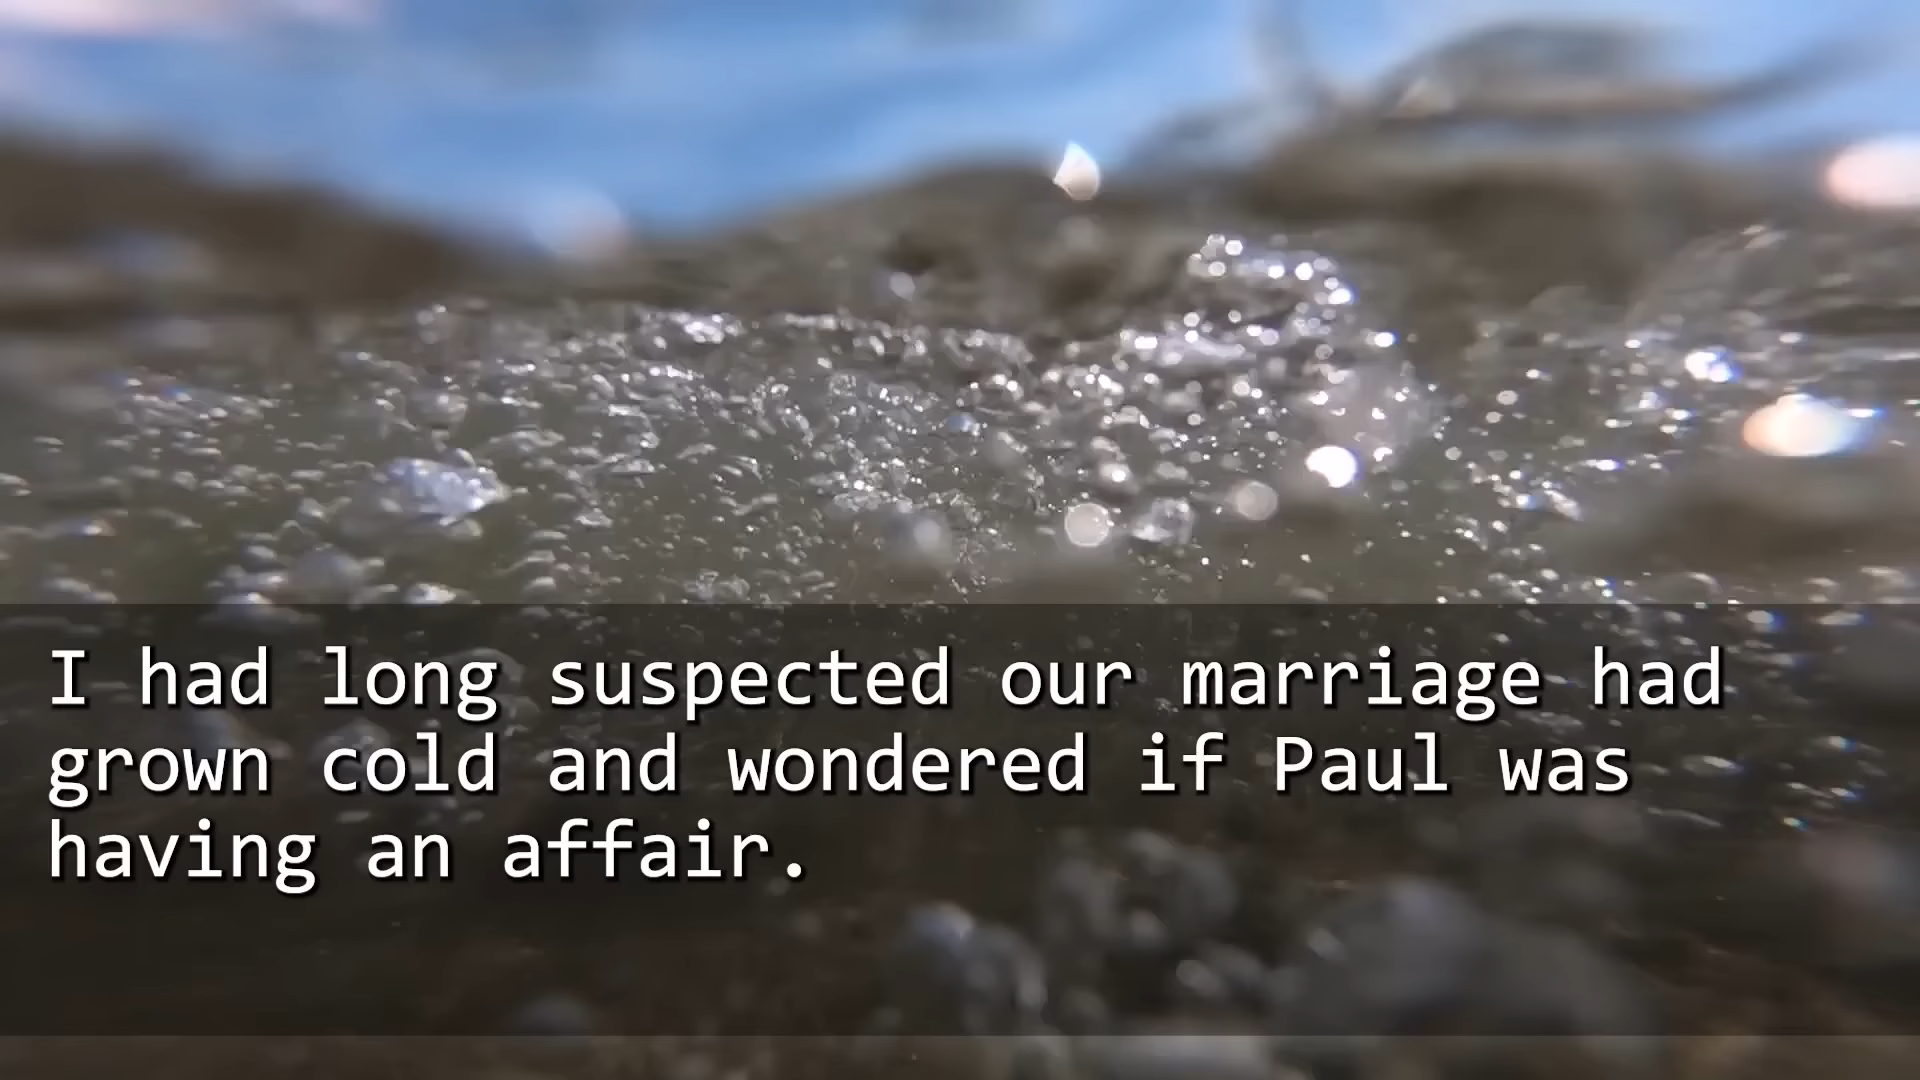 I had long suspected our marriage had
grown cold and wondered if Paul was
having an affair.